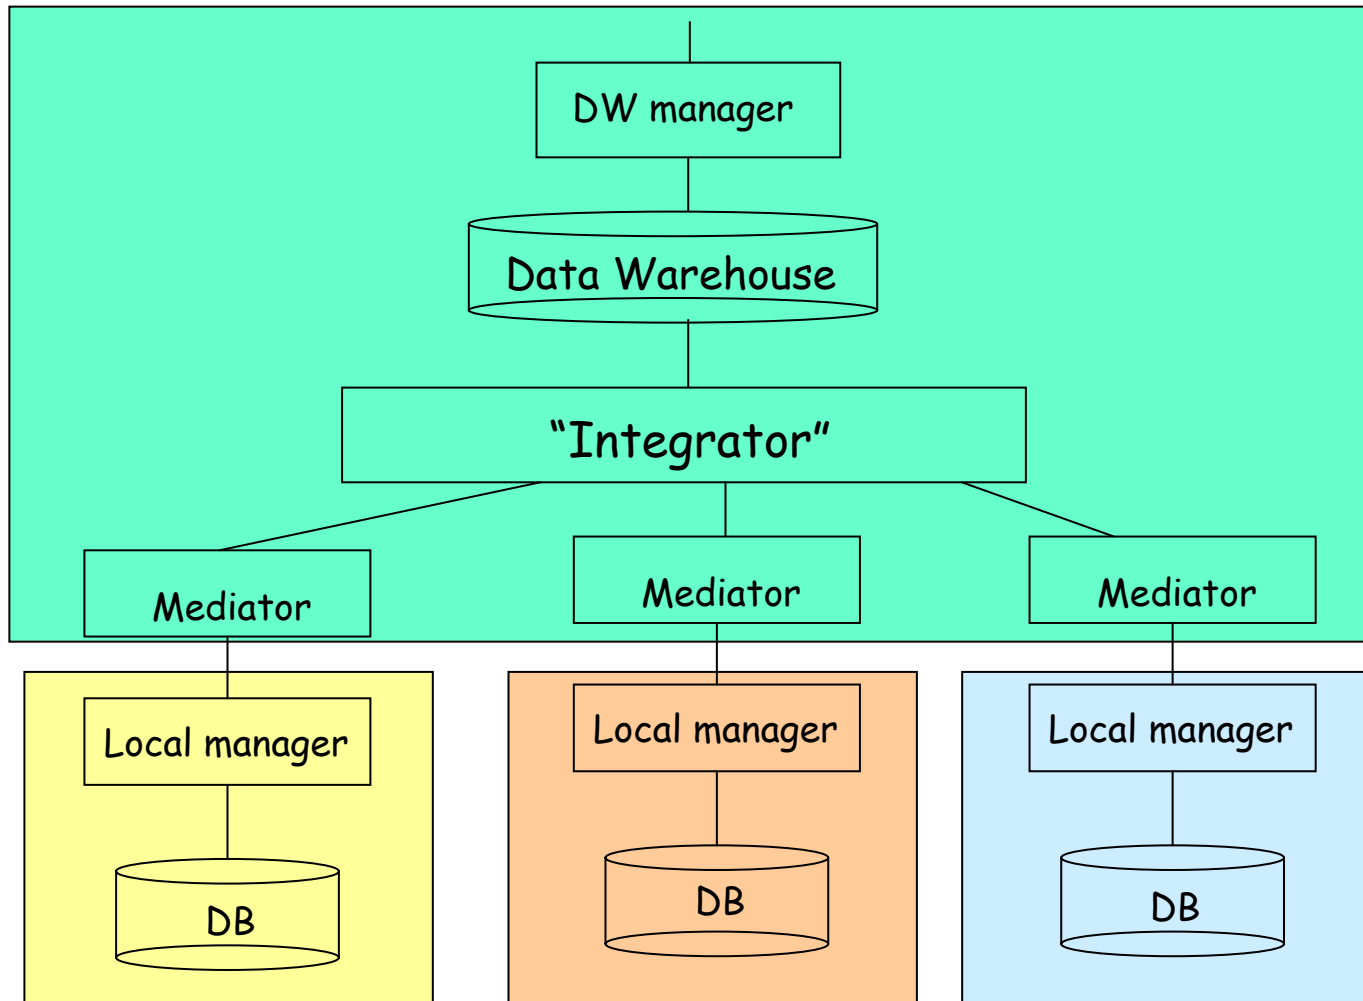 DW manager
Data Warehouse
“Integrator”
Mediator
Mediator
Mediator
Local manager
Local manager
Local manager
DB
DB
DB